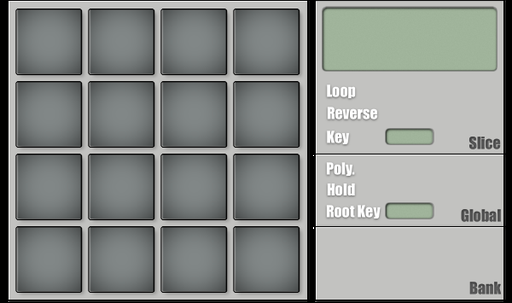 Loop
Reverse
Key
Slice
Poly.
Hold
Root Key
Global
Bank